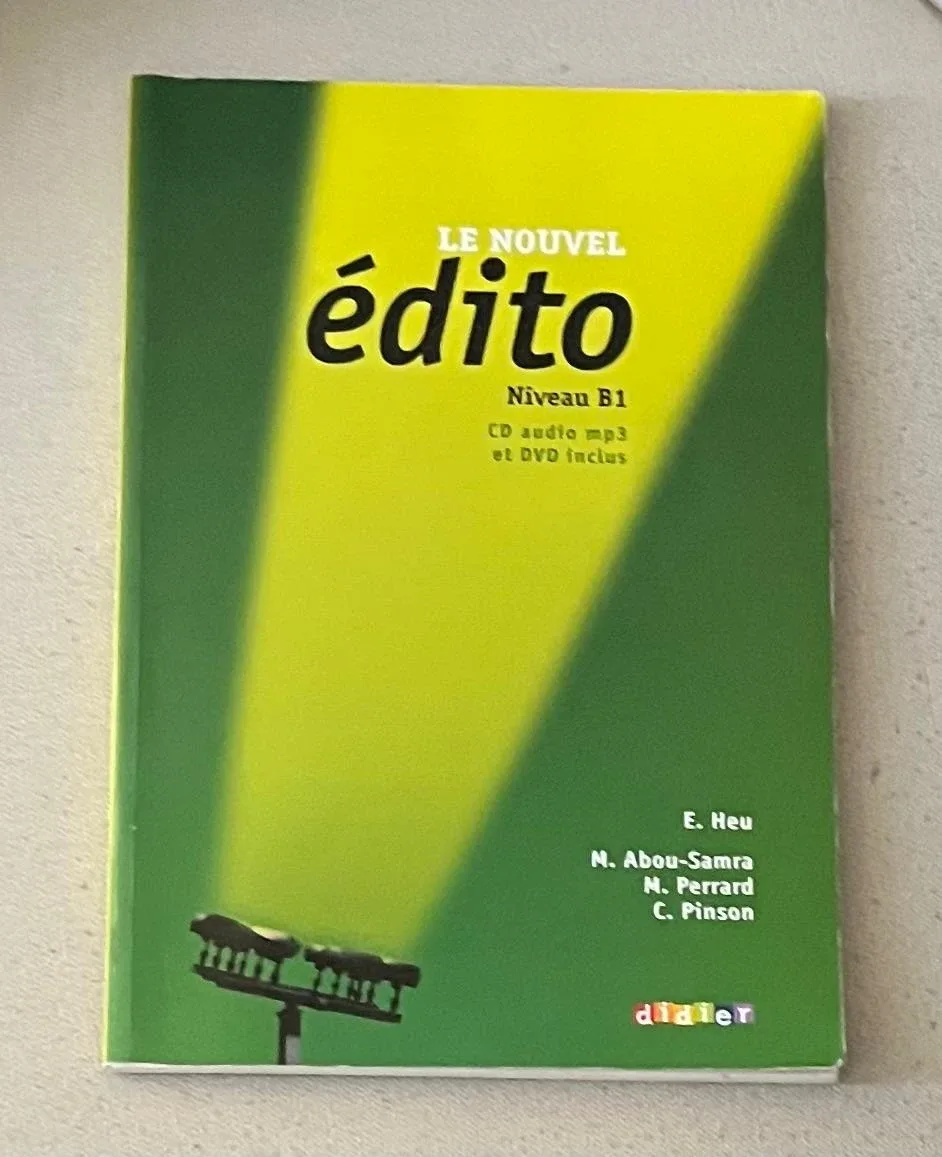 LE NOUVEL
édito
Niveau B1
CD audio mp3
et DVD inclus
E. Heu
M. Abou-Samra
M. Perrard
C. Pinson
didier